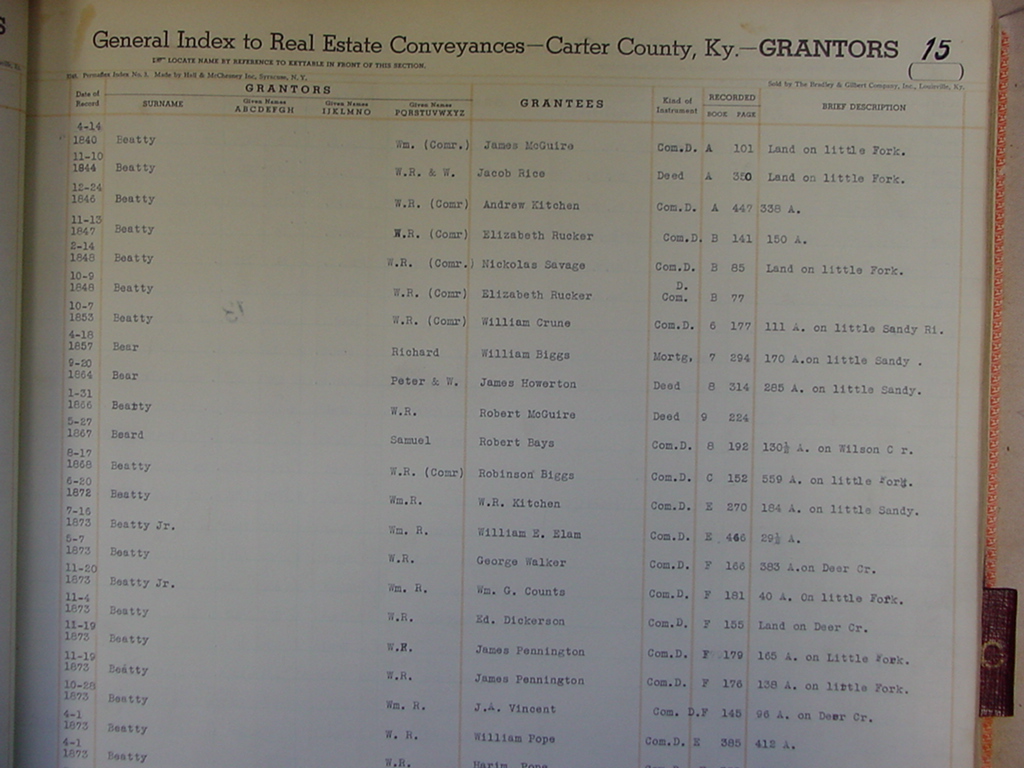 General Index to Real Estate Conveyances—Carter County, Ky.—GRANTORS 15
LOCATE NAME BY REFERENCE TO KEYTABLE IN FRONT OF THIS SECTION.
Index No. 3. Made by Hall & McChesney Inc, Syracuse, N. Y. Sold by The Bradley & Gilbert Company, Inc., Louisville, Ky.
Date of Record GRANTORS GRANTEES Kind of Instrument RECORDED BRIEF DESCRIPTION
SURNAME Given Names ABCDEFGH Given Names IJKLMNO Given Names PQRSTUVWXYZ BOOK PAGE
4-14 1840 Beatty Wm. (Comr.) James McGuire Com.D. A 101 Land on little Fork.
11-10 1844 Beatty W.R. & W. Jacob Rice Deed A 350 Land on little Fork.
12-24 1846 Beatty W.R. (Comr) Andrew Kitchen Com.D. A 447 338 A.
11-13 1847 Beatty W.R. (Comr) Elizabeth Rucker Com.D. B 141 150 A.
2-14 1848 Beatty W.R. (Comr.) Nickolas Savage Com.D. B 85 Land on little Fork.
10-9 1848 Beatty W.R. (Comr) Elizabeth Rucker D. Com. B 77
10-7 1853 Beatty W.R. (Comr) William Crune Com.D. 6 177 111 A. on little Sandy Ri.
4-18 1857 Bear Richard William Biggs Mortg, 7 294 170 A.on little Sandy .
9-20 1864 Bear Peter & W. James Howerton Deed 8 314 285 A. on little Sandy.
1-31 1866 Beatty W.R. Robert McGuire Deed 9 224
5-27 1867 Beard Samuel Robert Bays Com.D. 8 192 130½ A. on Wilson C r.
8-17 1868 Beatty W.R. (Comr) Robinson Biggs Com.D. C 152 559 A. on little Fork.
6-20 1872 Beatty Wm.R. W.R. Kitchen Com.D. E 270 184 A. on little Sandy.
7-16 1873 Beatty Jr. Wm. R. William E. Elam Com.D. E 446 29½ A.
5-7 1873 Beatty W.R. George Walker Com.D. F 166 383 A.on Deer Cr.
11-20 1873 Beatty Jr. Wm. R. Wm. G. Counts Com.D. F 181 40 A. On little Fork.
11-4 1873 Beatty W.R. Ed. Dickerson Com.D. F 155 Land on Deer Cr.
11-19 1873 Beatty W.R. James Pennington Com.D. F 179 165 A. on Little Fork.
11-19 1873 Beatty W.R. James Pennington Com.D. F 176 138 A. on little Fork.
10-28 1873 Beatty Wm. R. J.A. Vincent Com. D.F 145 96 A. on Deer Cr.
4-1 1873 Beatty W. R. William Pope Com.D. E 385 412 A.
4-1 1873 Beatty W.R.